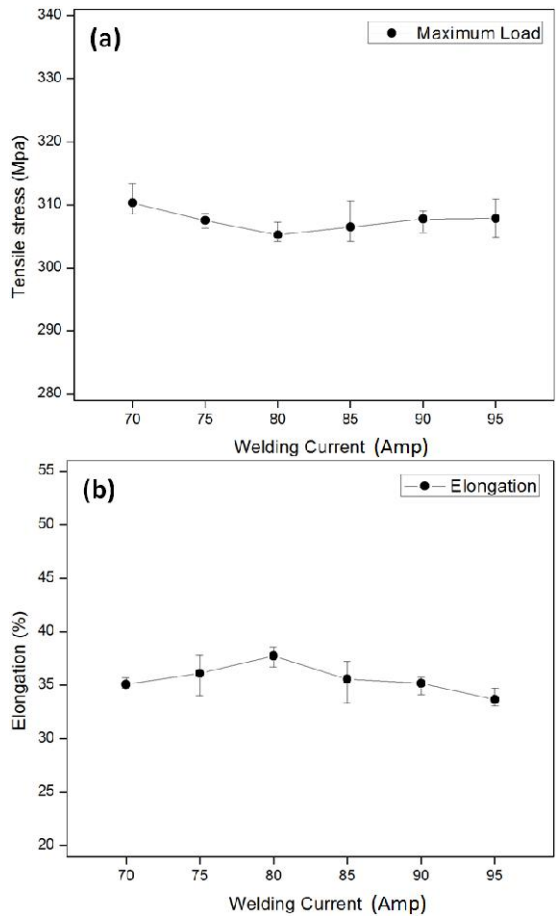 (a)
Maximum Load
Tensile stress (Mpa)
340
330
320
310
300
290
280
70 75 80 85 90 95
Welding Current (Amp)
(b)
Elongation
Elongation (%)
55
50
45
40
35
30
25
20
70 75 80 85 90 95
Welding Current (Amp)